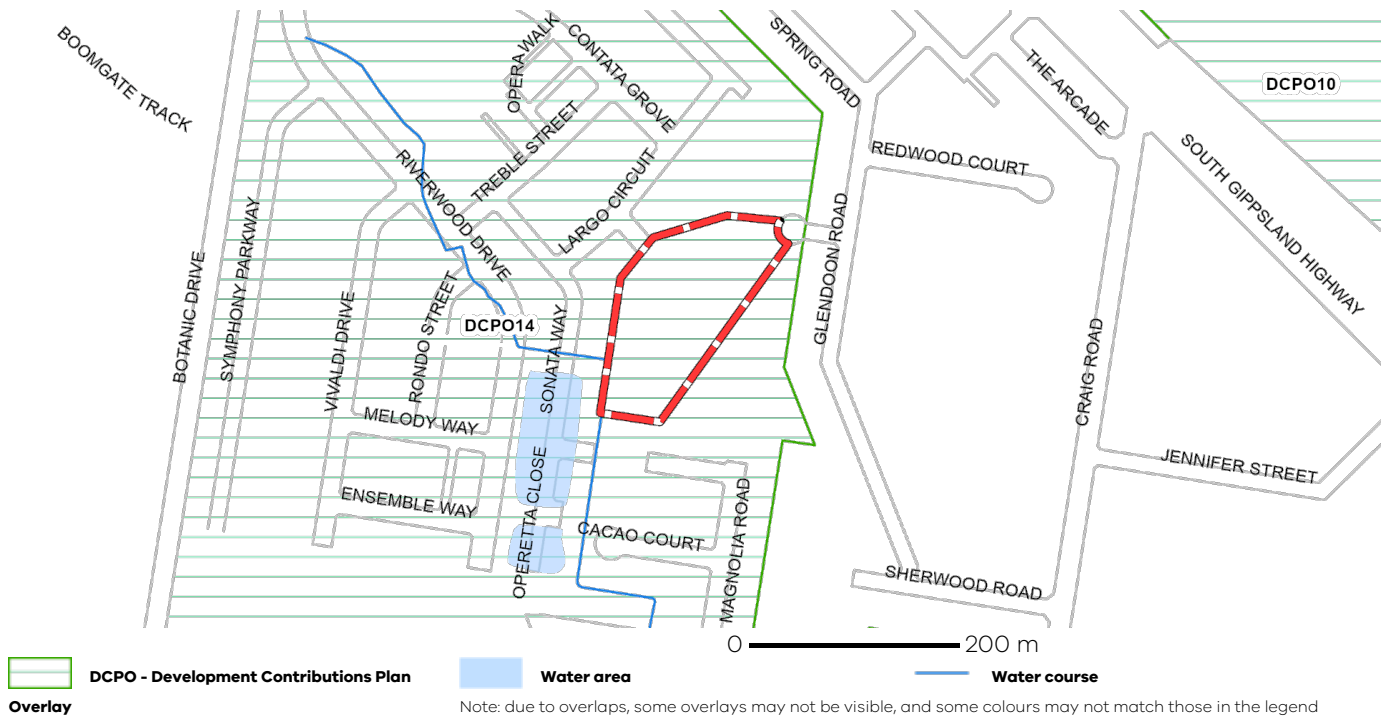 BOOMGATE TRACK
OPERA WALK
CONTATA GROVE
SPRING ROAD
THE ARCADE
DCPO10
TREBLE STREET
REDWOOD COURT
SOUTH GIPPSLAND HIGHWAY
RIVERWOOD DRIVE
LARGO CIRCUIT
SYMPHONY PARKWAY
BOTANIC DRIVE
GLENDOON ROAD
VIVALDI DRIVE
RONDO STREET
DCPO14
SONATA WAY
CRAIG ROAD
MELODY WAY
JENNIFER STREET
ENSEMBLE WAY
OPERETTA CLOSE
CACAO COURT
MAGNOLIA ROAD
SHERWOOD ROAD
0 200 m
DCPO - Development Contributions Plan
Overlay
Water area
Water course
Note: due to overlaps, some overlays may not be visible, and some colours may not match those in the legend